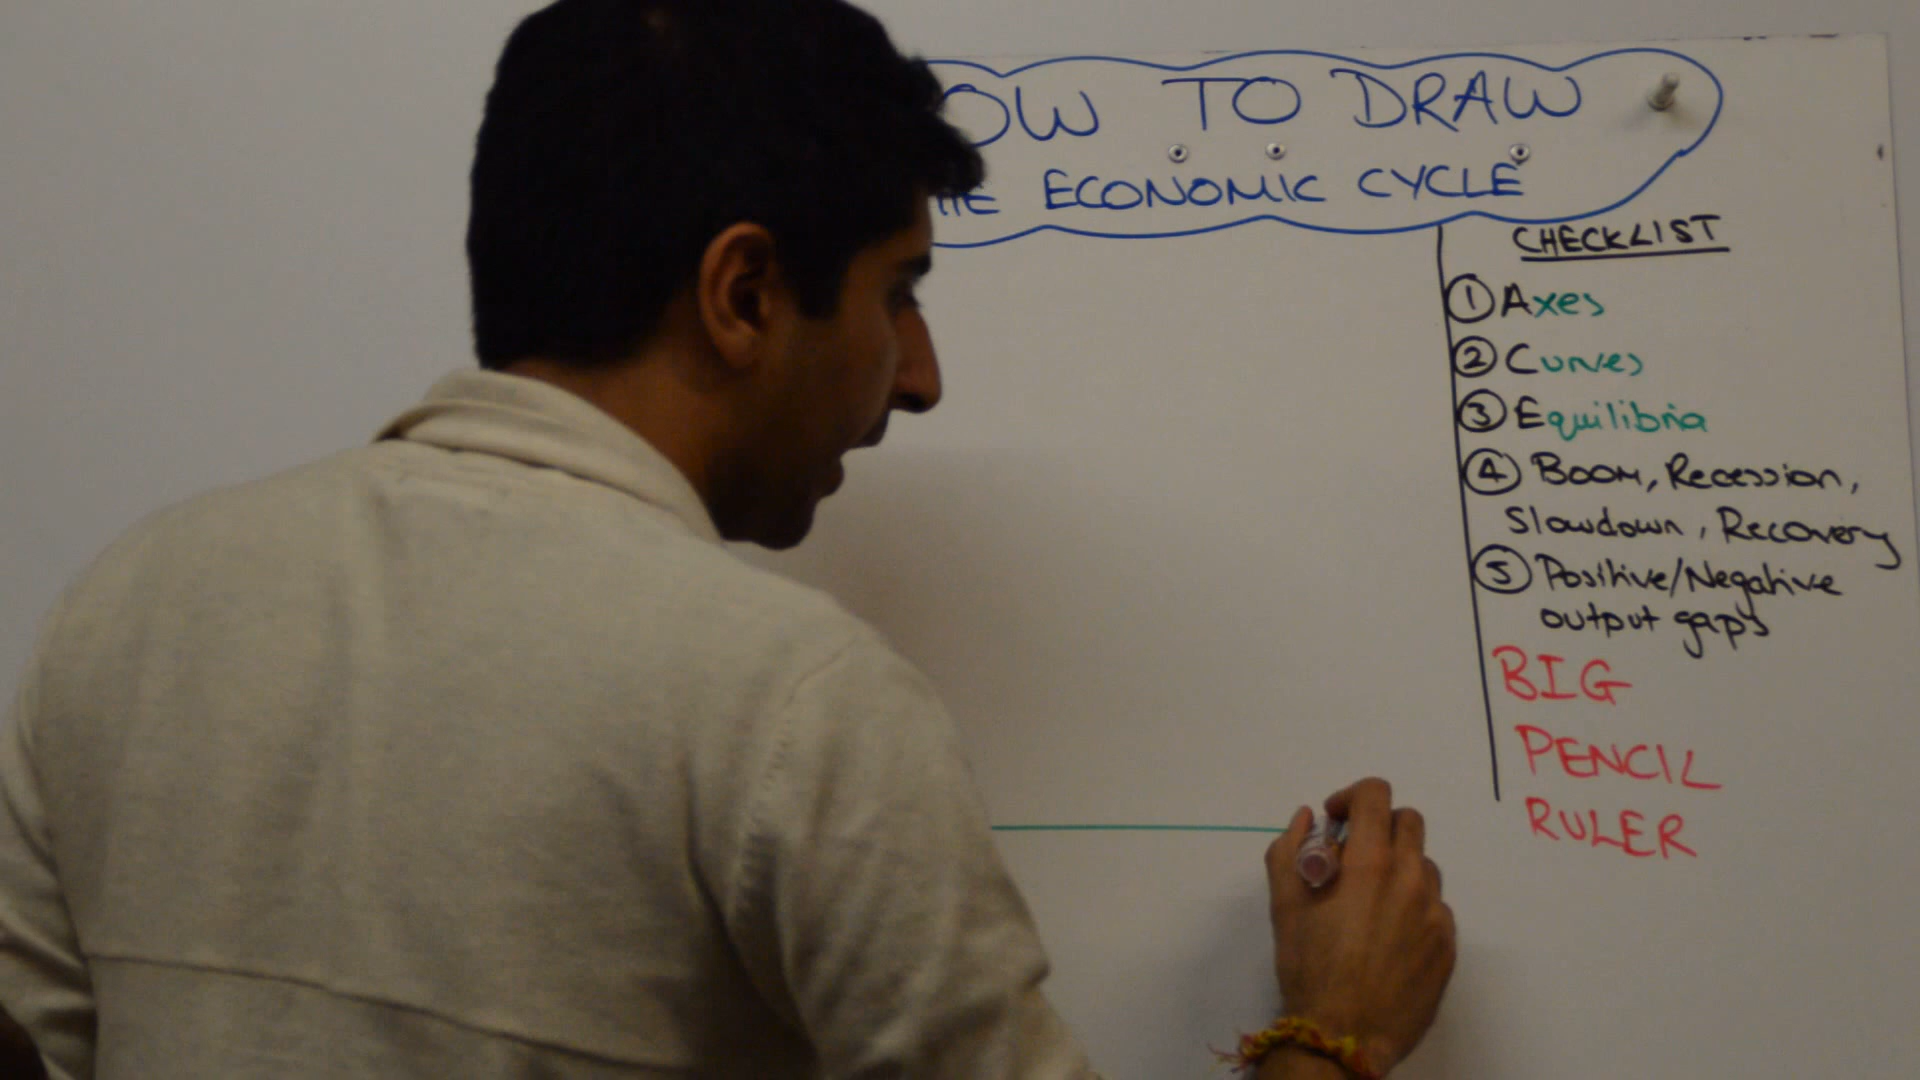 OW TO DRAW
HE ECONOMIC CYCLE
CHECKLIST
1 Axes
2 Curves
3 Equilibria
4 Boom, Recession,
Slowdown, Recovery
5 Positive/Negative
output gaps
BIG
PENCIL
RULER